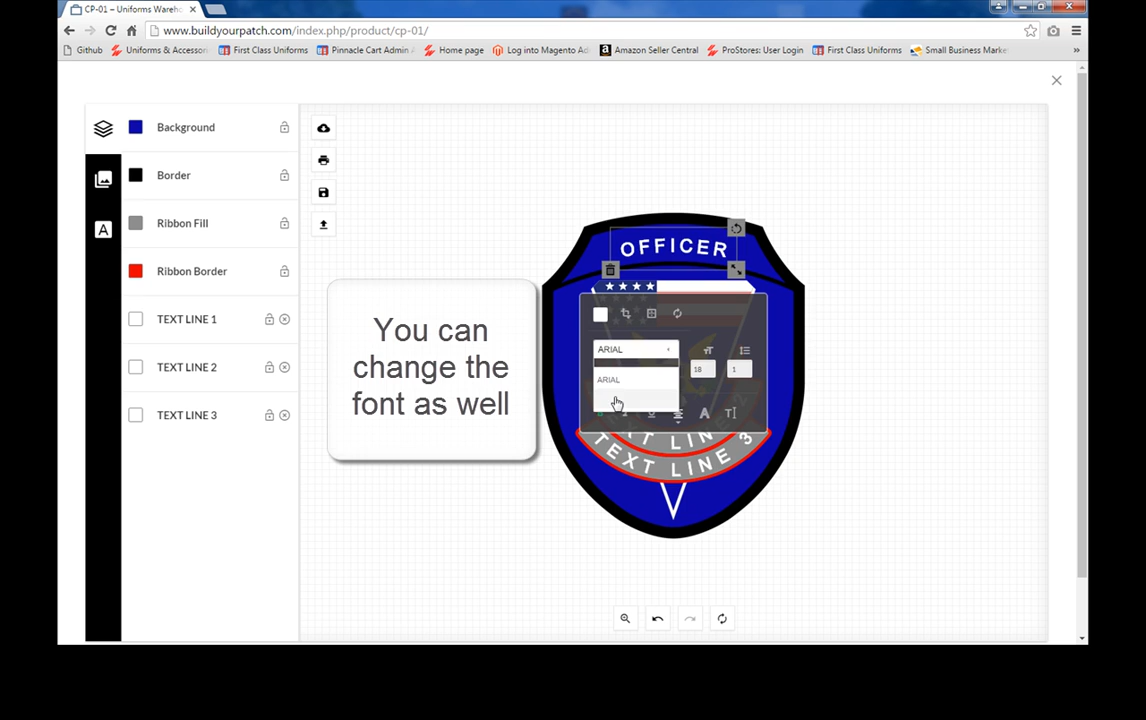 CP-01 – Uniforms Wareho
www.buildyourpatch.com/index.php/product/cp-01/
Github
Uniforms & Accessor
First Class Uniforms
Pinnacle Cart Admin
Home page
Log into Magento Ad
Amazon Seller Central
ProStores: User Login
First Class Uniforms
Small Business Marke
»
Background
Border
Ribbon Fill
Ribbon Border
TEXT LINE 1
TEXT LINE 2
TEXT LINE 3
A
You can
change the
font as well
OFFICER
ARIAL
18
1
ARIAL
TEXT LINE 3